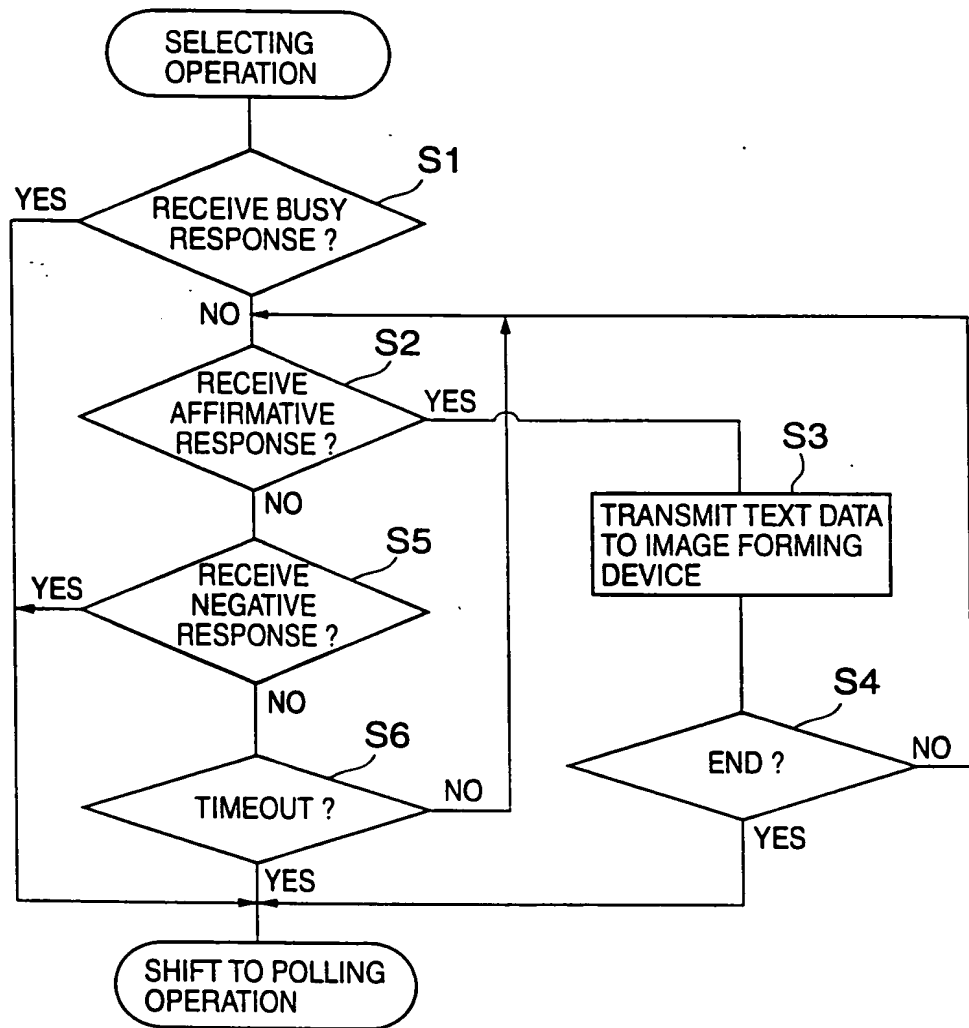 SELECTING
OPERATION
S1
YES
RECEIVE BUSY
RESPONSE ?
NO
S2
RECEIVE
AFFIRMATIVE
RESPONSE ?
YES
S3
NO
TRANSMIT TEXT DATA
TO IMAGE FORMING
DEVICE
S5
YES
RECEIVE
NEGATIVE
RESPONSE ?
NO
S4
S6
END ?
NO
TIMEOUT ?
NO
YES
YES
SHIFT TO POLLING
OPERATION